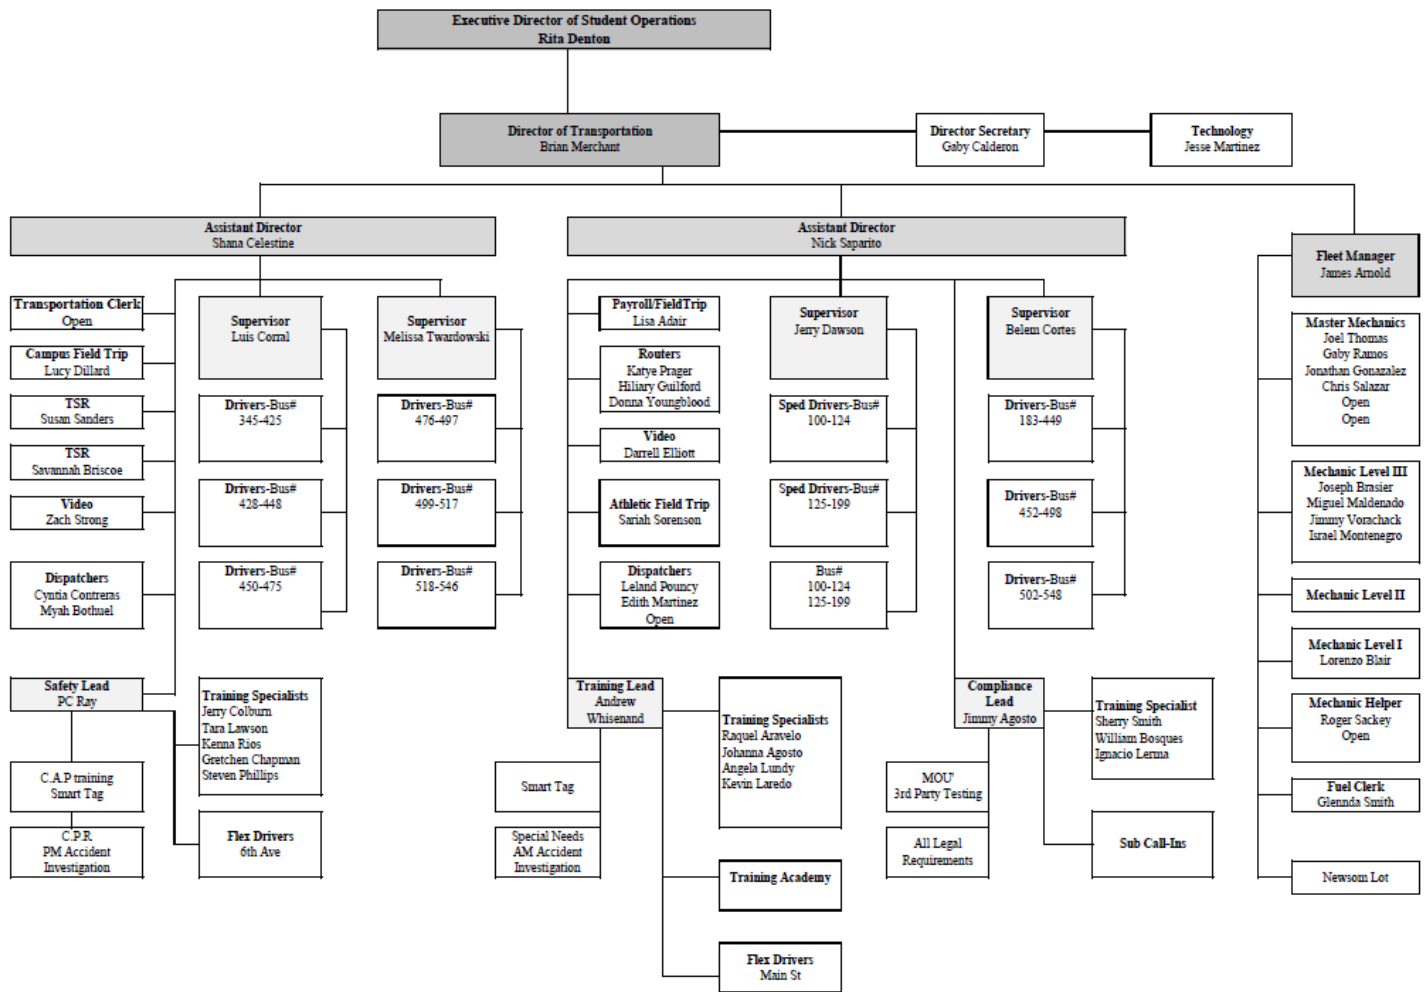 Executive Director of Student Operations
Rita Denton
Director of Transportation
Brian Merchant
Director Secretary
Gaby Calderon
Technology
Jesse Martinez
Assistant Director
Shana Celestine
Assistant Director
Nick Saparito
Fleet Manager
James Arnold
Transportation Clerk
Open
Campus Field Trip
Lucy Dillard
TSR
Susan Sanders
TSR
Savannah Briscoe
Video
Zach Strong
Dispatchers
Cyntia Contreras
Myah Bothuel
Supervisor
Luis Corral
Drivers-Bus#
345-425
Drivers-Bus#
428-448
Drivers-Bus#
450-475
Supervisor
Melissa Twardowski
Drivers-Bus#
476-497
Drivers-Bus#
499-517
Drivers-Bus#
518-546
Safety Lead
PC Ray
C.A.P training
Smart Tag
C.P.R
PM Accident
Investigation
Training Specialists
Jerry Colburn
Tara Lawson
Kenna Rios
Gretchen Chapman
Steven Phillips
Flex Drivers
6th Ave
Payroll/FieldTrip
Lisa Adair
Routers
Katye Prager
Hiliary Guilford
Donna Youngblood
Video
Darrell Elliott
Athletic Field Trip
Sariah Sorenson
Dispatchers
Leland Pouncy
Edith Martinez
Open
Supervisor
Jerry Dawson
Sped Drivers-Bus#
100-124
Sped Drivers-Bus#
125-199
Bus#
100-124
125-199
Supervisor
Belem Cortes
Drivers-Bus#
183-449
Drivers-Bus#
452-498
Drivers-Bus#
502-548
Training Lead
Andrew
Whisenand
Smart Tag
Special Needs
AM Accident
Investigation
Training Specialists
Raquel Aravelo
Johanna Agosto
Angela Lundy
Kevin Laredo
Training Academy
Flex Drivers
Main St
Compliance
Lead
Jimmy Agosto
MOU'
3rd Party Testing
All Legal
Requirements
Training Specialist
Sherry Smith
William Bosques
Ignacio Lerma
Sub Call-Ins
Master Mechanics
Joel Thomas
Gaby Ramos
Jonathan Gonazalez
Chris Salazar
Open
Open
Mechanic Level III
Joseph Brasier
Miguel Maldenado
Jimmy Vorachack
Israel Montenegro
Mechanic Level II
Mechanic Level I
Lorenzo Blair
Mechanic Helper
Roger Sackey
Open
Fuel Clerk
Glennda Smith
Newsom Lot